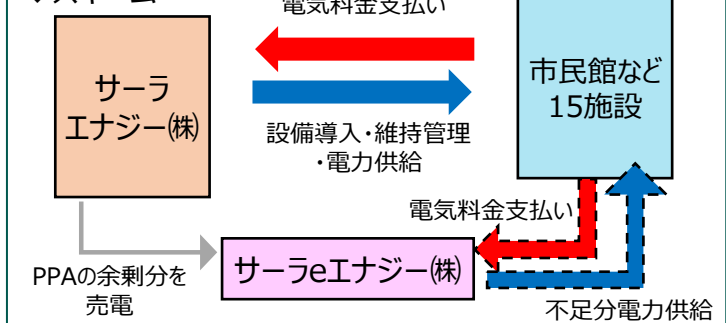 電気料金支払い
サーラ
エナジー㈱
市民館など
15施設
設備導入・維持管理
・電力供給
電気料金支払い
サーラeエナジー㈱
PPAの余剰分を
売電
不足分電力供給